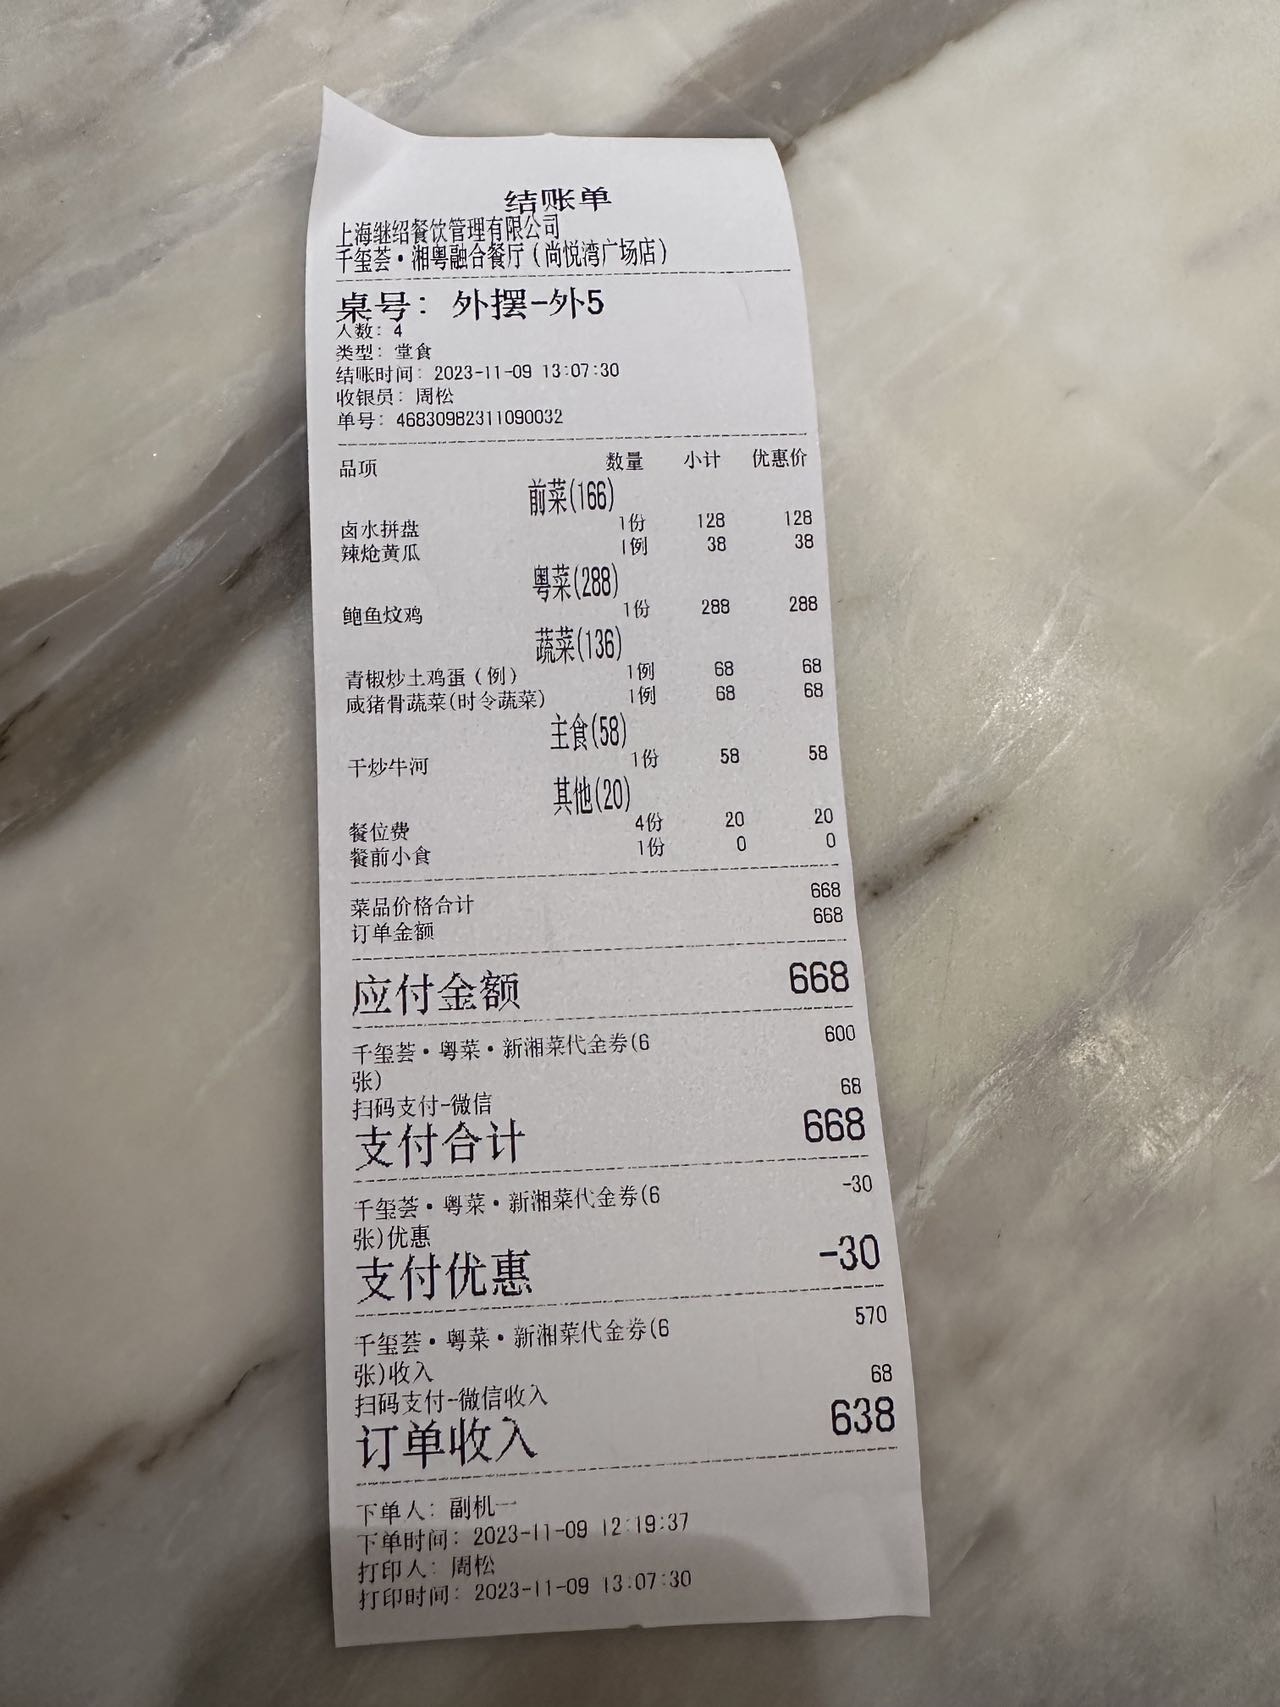 结账单
上海继绍餐饮管理有限公司
千玺荟·湘粤融合餐厅(尚悦湾广场店)
桌号: 外摆-外5
人数: 4
类型: 堂食
结账时间: 2023-11-09 13:07:30
收银员: 周松
单号: 46830982311090032
品项 数量 小计 优惠价
前菜(166)
卤水拼盘 1份 128 128
辣炝黄瓜 1例 38 38
粤菜(288)
鲍鱼炆鸡 1份 288 288
蔬菜(136)
青椒炒土鸡蛋(例) 1例 68 68
咸猪骨蔬菜(时令蔬菜) 1例 68 68
主食(58)
干炒牛河 1份 58 58
其他(20)
餐位费 4份 20 20
餐前小食 1份 0 0
菜品价格合计 668
订单金额 668
应付金额 668
千玺荟·粤菜·新湘菜代金券(6 600
张)
扫码支付-微信 68
支付合计 668
千玺荟·粤菜·新湘菜代金券(6 -30
张)优惠
支付优惠 -30
千玺荟·粤菜·新湘菜代金券(6 570
张)收入
扫码支付-微信收入 68
订单收入 638
下单人: 副机一
下单时间: 2023-11-09 12:19:37
打印人: 周松
打印时间: 2023-11-09 13:07:30